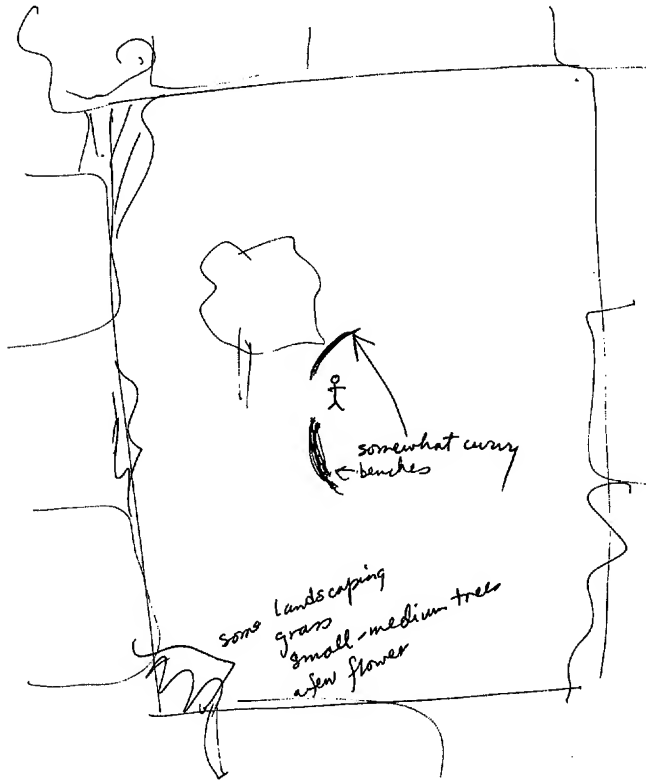 somewhat curvy
benches
some landscaping
grass
small-medium trees
a few flower